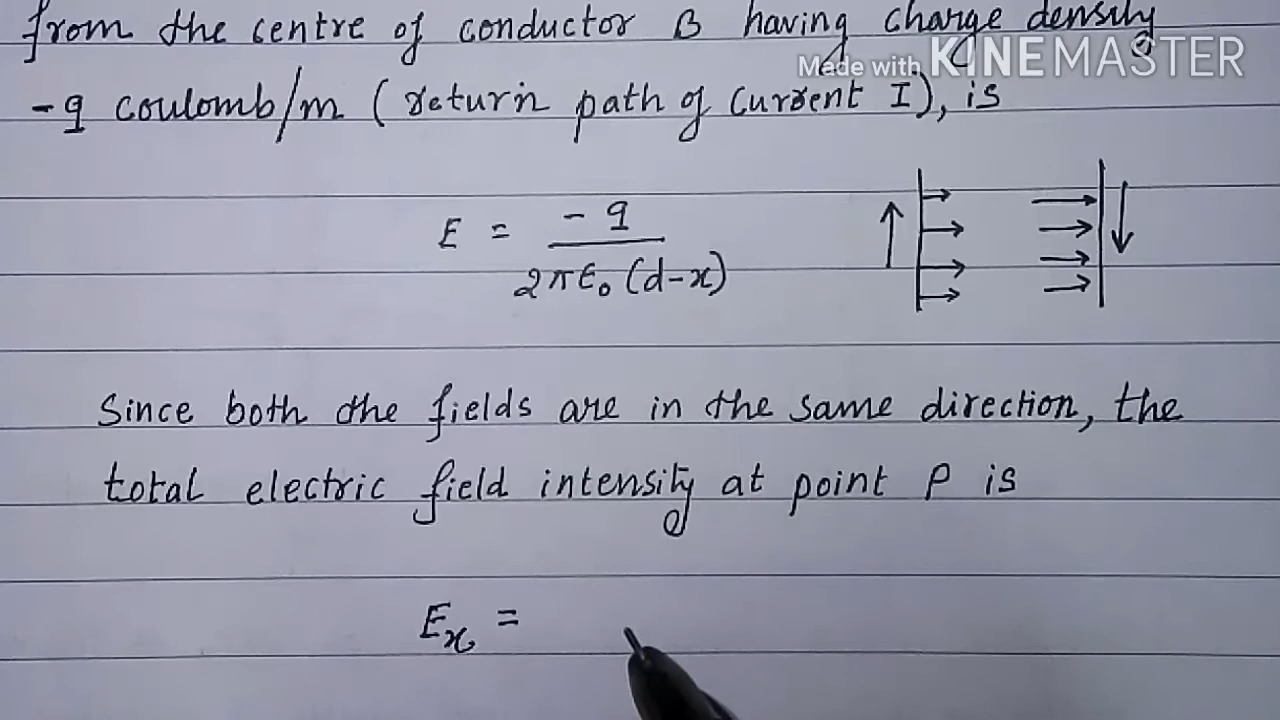 from the centre of conductor B having charge density
Made with KINEMASTER
-q coulomb/m (return path of current I), is
E = -q / 2πϵ₀(d-x)
Since both the fields are in the same direction, the
total electric field intensity at point P is
Eₓ =